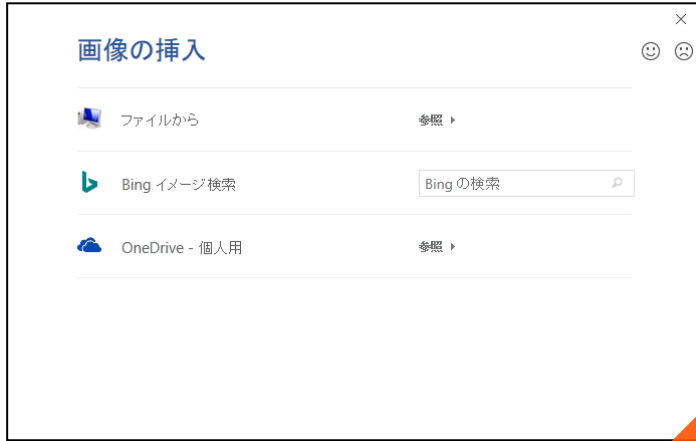 画像の挿入
ファイルから 参照
Bing イメージ検索 Bing の検索
OneDrive - 個人用 参照